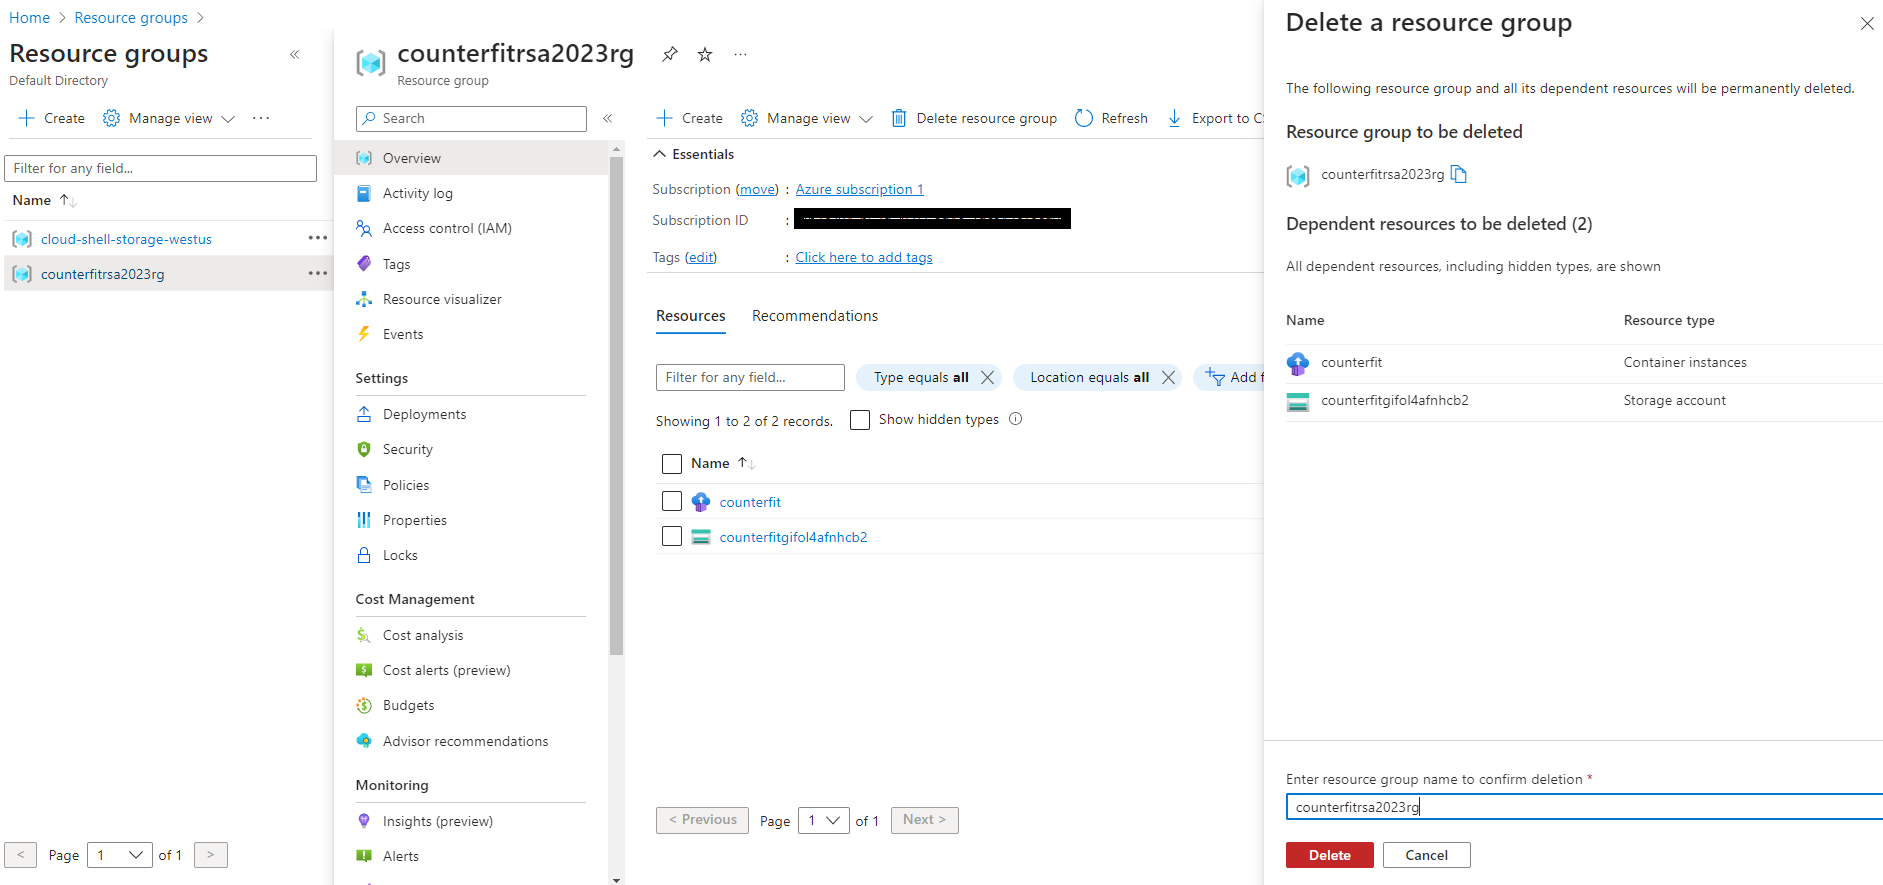 Home > Resource groups >
Resource groups «
Default Directory
Create Manage view ···
Filter for any field...
Name ↑↓
cloud-shell-storage-westus ···
counterfitrsa2023rg ···
< Page 1 of 1 >
counterfitrsa2023rg ···
Resource group
Search «
Overview
Activity log
Access control (IAM)
Tags
Resource visualizer
Events
Settings
Deployments
Security
Policies
Properties
Locks
Cost Management
Cost analysis
Cost alerts (preview)
Budgets
Advisor recommendations
Monitoring
Insights (preview)
Alerts
Create Manage view Delete resource group Refresh Export to C
Essentials
Subscription (move) : Azure subscription 1
Subscription ID :
Tags (edit) : Click here to add tags
Resources Recommendations
Filter for any field... Type equals all Location equals all Add f
Showing 1 to 2 of 2 records. Show hidden types
Name ↑↓
counterfit
counterfitgifol4afnhcb2
< Previous Page 1 of 1 Next >
Delete a resource group
The following resource group and all its dependent resources will be permanently deleted.
Resource group to be deleted
counterfitrsa2023rg
Dependent resources to be deleted (2)
All dependent resources, including hidden types, are shown
Name Resource type
counterfit Container instances
counterfitgifol4afnhcb2 Storage account
Enter resource group name to confirm deletion *
counterfitrsa2023rg
Delete Cancel